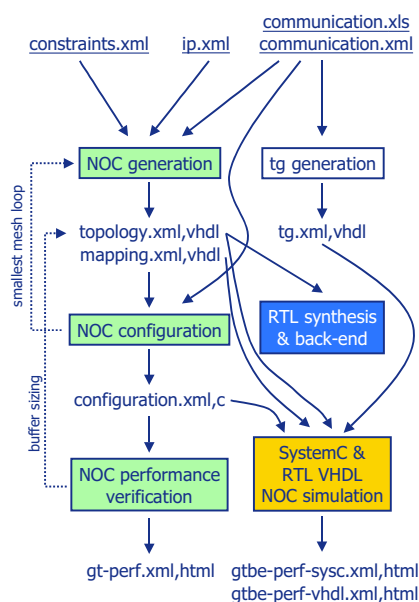 communication.xls
constraints.xml
ip.xml
communication.xml
NOC generation
tg generation
smallest mesh loop
topology.xml,vhdl
mapping.xml,vhdl
tg.xml,vhdl
NOC configuration
RTL synthesis
& back-end
buffer sizing
configuration.xml,c
NOC performance
verification
SystemC &
RTL VHDL
NOC simulation
gt-perf.xml,html
gtbe-perf-sysc.xml,html
gtbe-perf-vhdl.xml,html